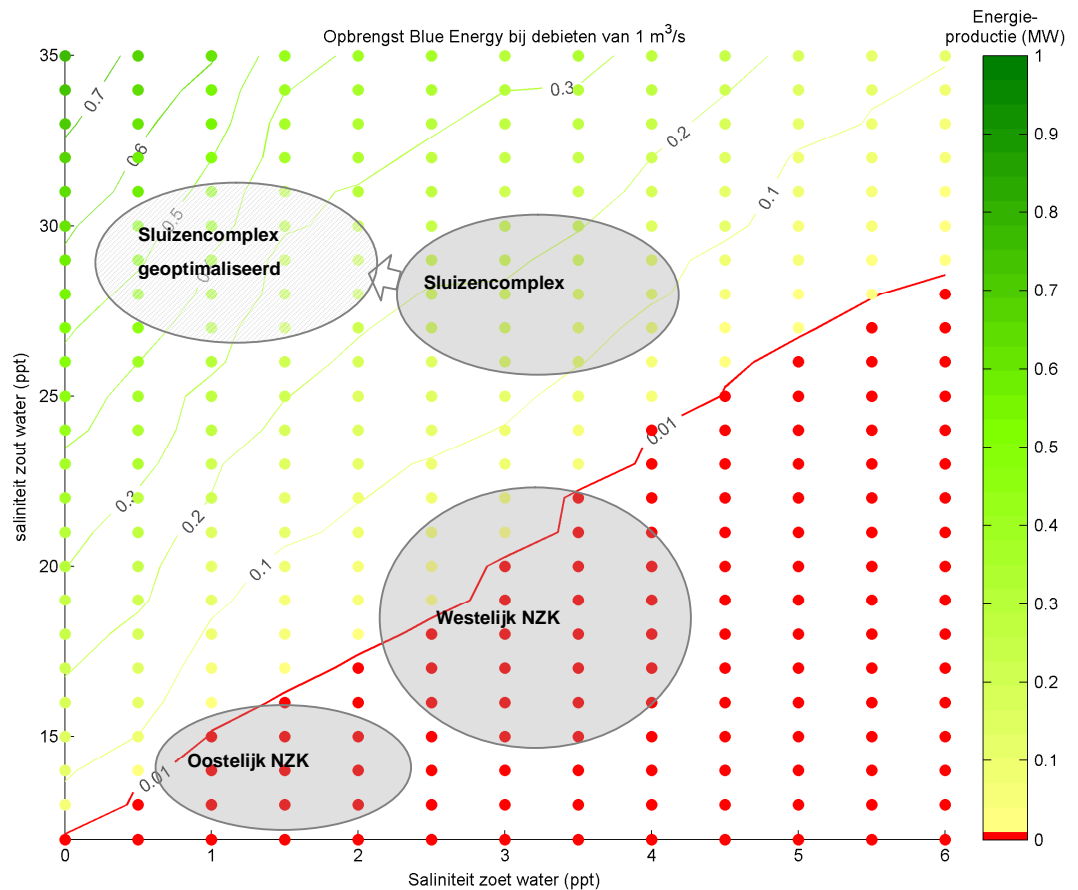 Opbrengst Blue Energy bij debieten van 1 m³/s
Energie-
productie (MW)
35
30
25
20
15
saliniteit zout water (ppt)
0 1 2 3 4 5 6
Saliniteit zoet water (ppt)
0.7
0.6
0.5
0.3
0.2
0.1
0.3
0.2
0.1
0.01
0.01
Sluizencomplex
geoptimaliseerd
Sluizencomplex
Westelijk NZK
Oostelijk NZK
1
0.9
0.8
0.7
0.6
0.5
0.4
0.3
0.2
0.1
0